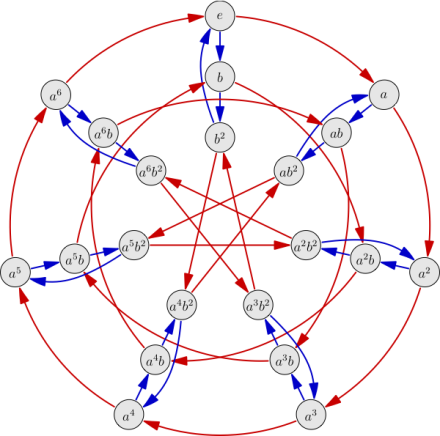 e
a⁶
b
a
a⁶b
b²
ab
a⁶b²
ab²
a⁵b²
a²b²
a⁵
a⁵b
a²b
a²
a⁴b²
a³b²
a⁴b
a³b
a⁴
a³